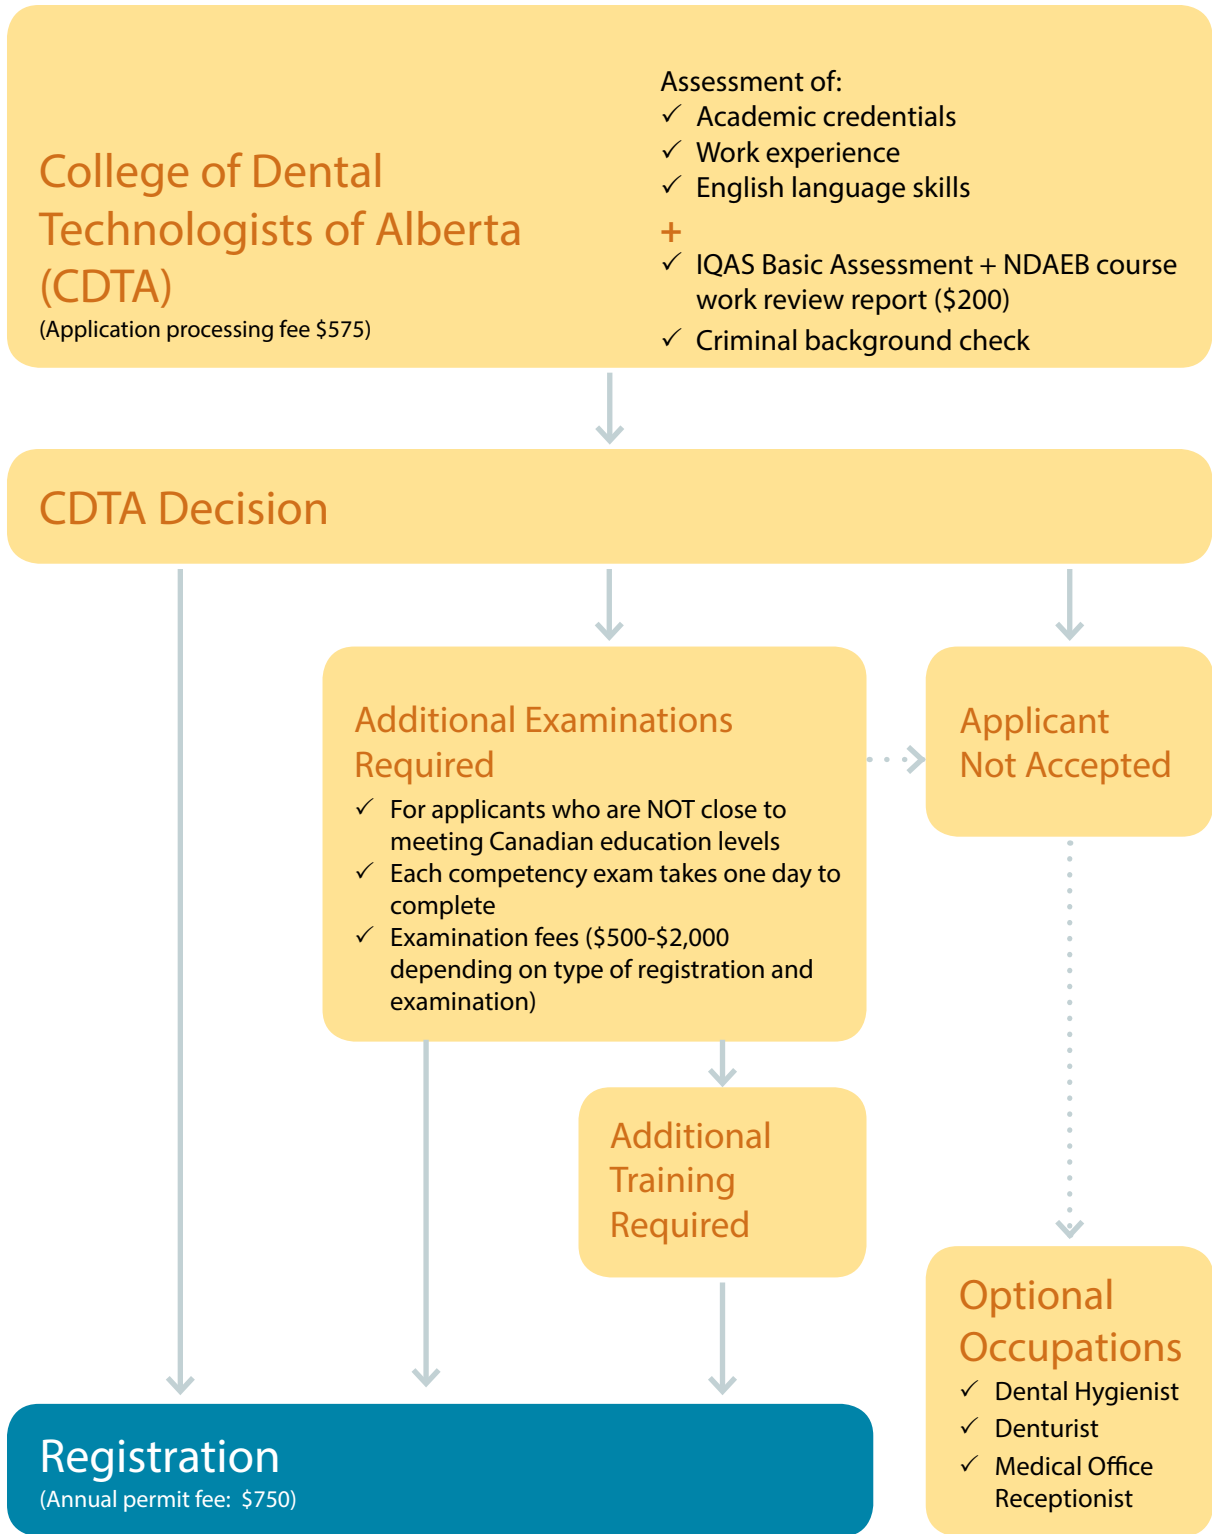 College of Dental
Technologists of Alberta
(CDTA)
(Application processing fee $575)
Assessment of:
✓ Academic credentials
✓ Work experience
✓ English language skills
+
✓ IQAS Basic Assessment + NDAEB course
work review report ($200)
✓ Criminal background check
CDTA Decision
Additional Examinations
Required
✓ For applicants who are NOT close to
meeting Canadian education levels
✓ Each competency exam takes one day to
complete
✓ Examination fees ($500-$2,000
depending on type of registration and
examination)
Applicant
Not Accepted
Additional
Training
Required
Optional
Occupations
✓ Dental Hygienist
✓ Denturist
✓ Medical Office
Receptionist
Registration
(Annual permit fee: $750)